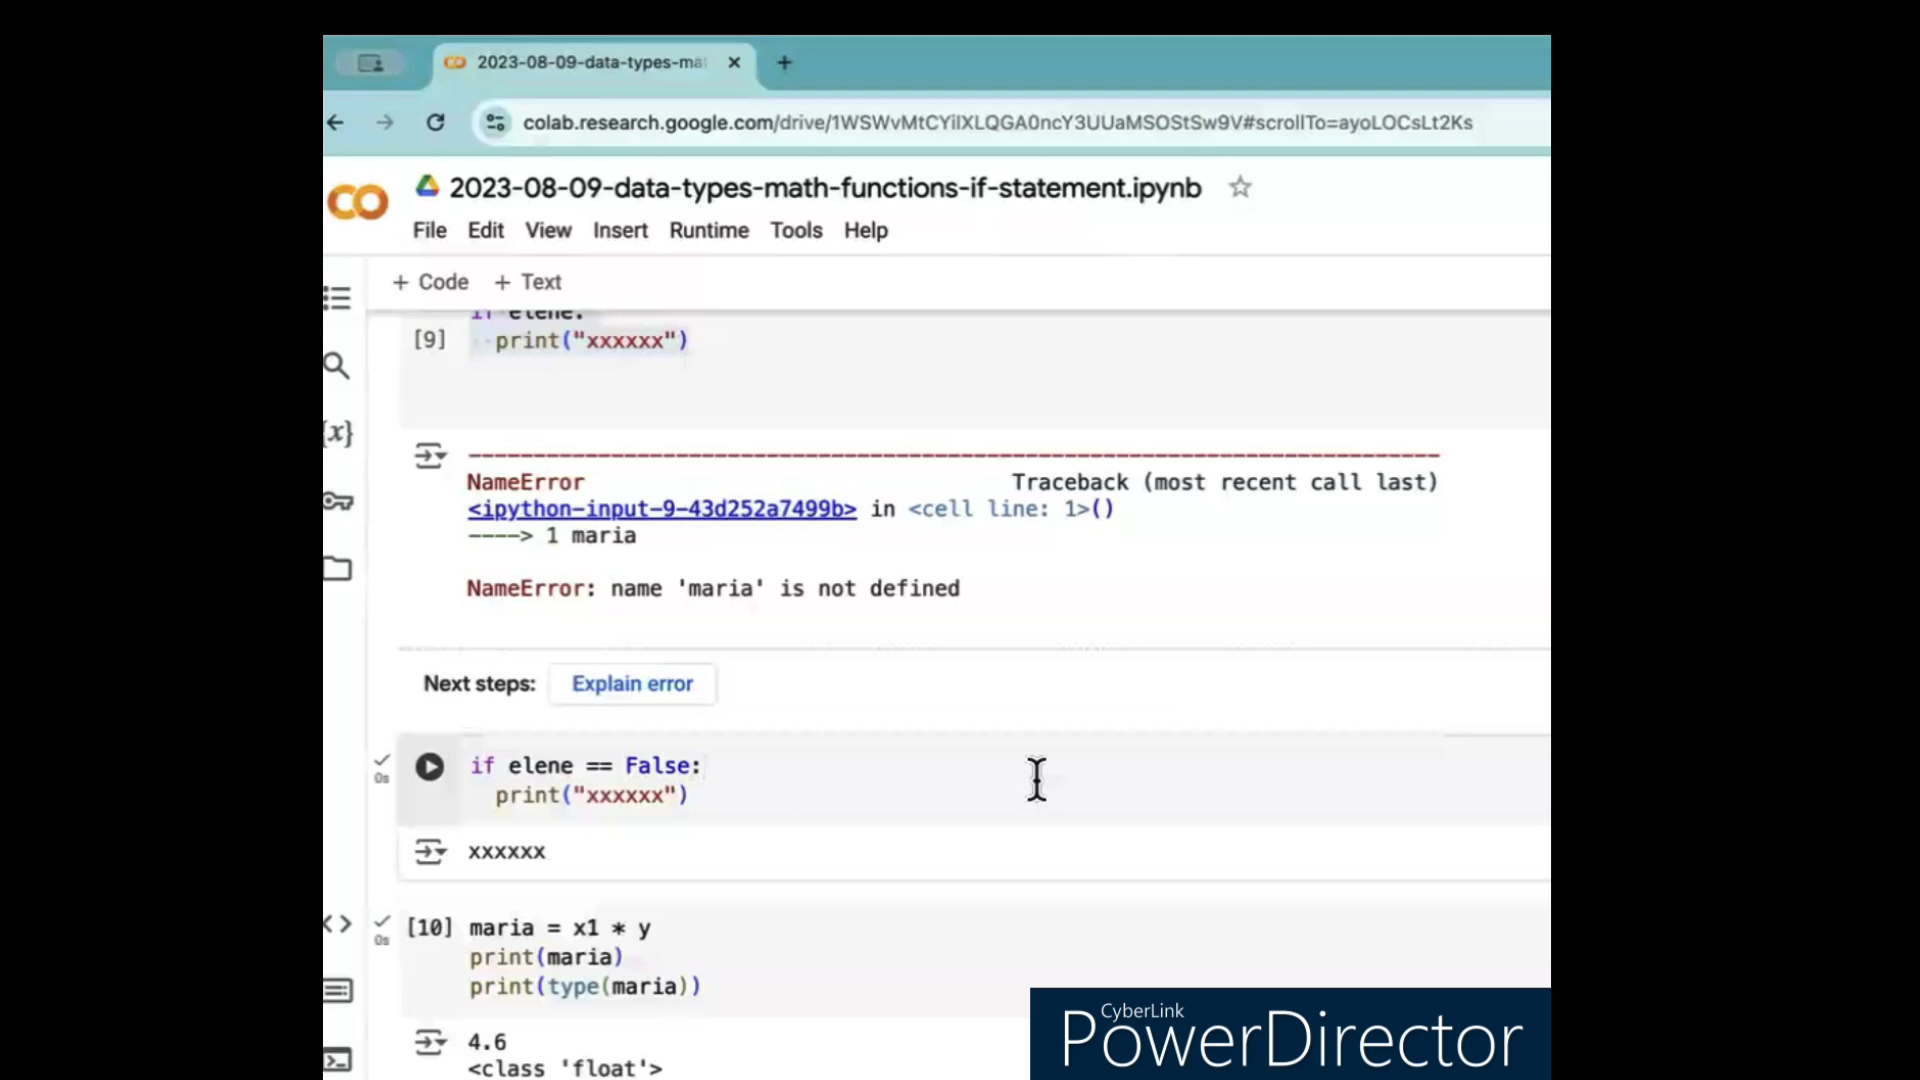 2023-08-09-data-types-ma
colab.research.google.com/drive/1WSWvMtCYilXLQGA0ncY3UUaMSOStSw9V#scrollTo=ayoLOCsLt2Ks
2023-08-09-data-types-math-functions-if-statement.ipynb
File Edit View Insert Runtime Tools Help
+ Code + Text
if elene:
[9] print("xxxxxx")
NameError Traceback (most recent call last)
<ipython-input-9-43d252a7499b> in <cell line: 1>()
----> 1 maria
NameError: name 'maria' is not defined
Next steps: Explain error
if elene == False:
0s
print("xxxxxx")
xxxxxx
[10] maria = x1 * y
0s
print(maria)
print(type(maria))
4.6
<class 'float'>
CyberLink
PowerDirector